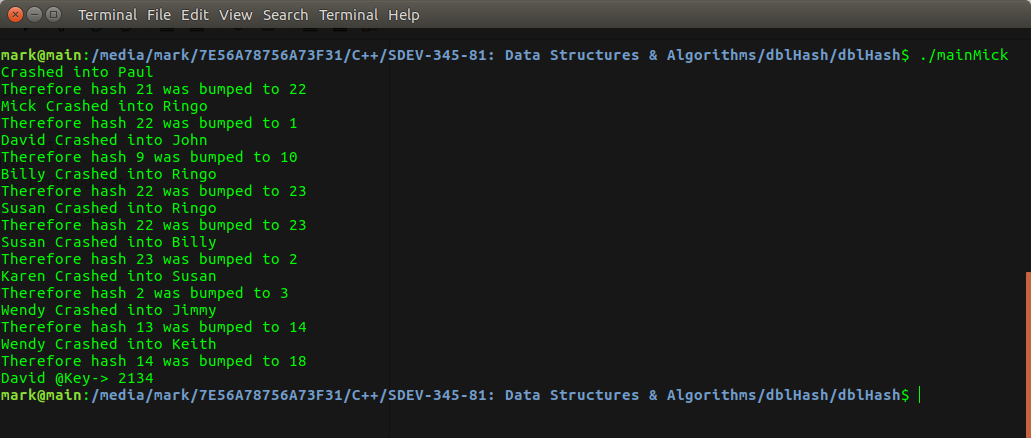 Terminal File Edit View Search Terminal Help
mark@main:/media/mark/7E56A78756A73F31/C++/SDEV-345-81: Data Structures & Algorithms/dblHash/dblHash$ ./mainMick
Crashed into Paul
Therefore hash 21 was bumped to 22
Mick Crashed into Ringo
Therefore hash 22 was bumped to 1
David Crashed into John
Therefore hash 9 was bumped to 10
Billy Crashed into Ringo
Therefore hash 22 was bumped to 23
Susan Crashed into Ringo
Therefore hash 22 was bumped to 23
Susan Crashed into Billy
Therefore hash 23 was bumped to 2
Karen Crashed into Susan
Therefore hash 2 was bumped to 3
Wendy Crashed into Jimmy
Therefore hash 13 was bumped to 14
Wendy Crashed into Keith
Therefore hash 14 was bumped to 18
David @Key-> 2134
mark@main:/media/mark/7E56A78756A73F31/C++/SDEV-345-81: Data Structures & Algorithms/dblHash/dblHash$